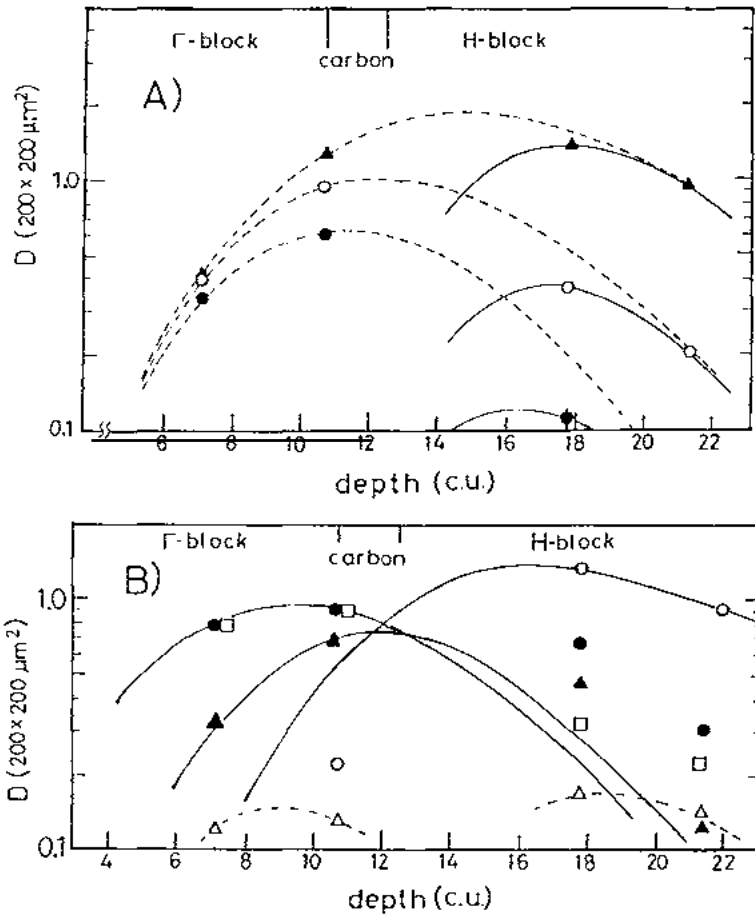 Γ-block
carbon
H-block
A)
D (200 × 200 μm²)
1.0
0.1
6 8 10 12 14 16 18 20 22
depth (c.u.)
Γ-block
carbon
H-block
B)
D (200 × 200 μm²)
1.0
0.1
4 6 8 10 12 14 16 18 20 22
depth (c.u.)